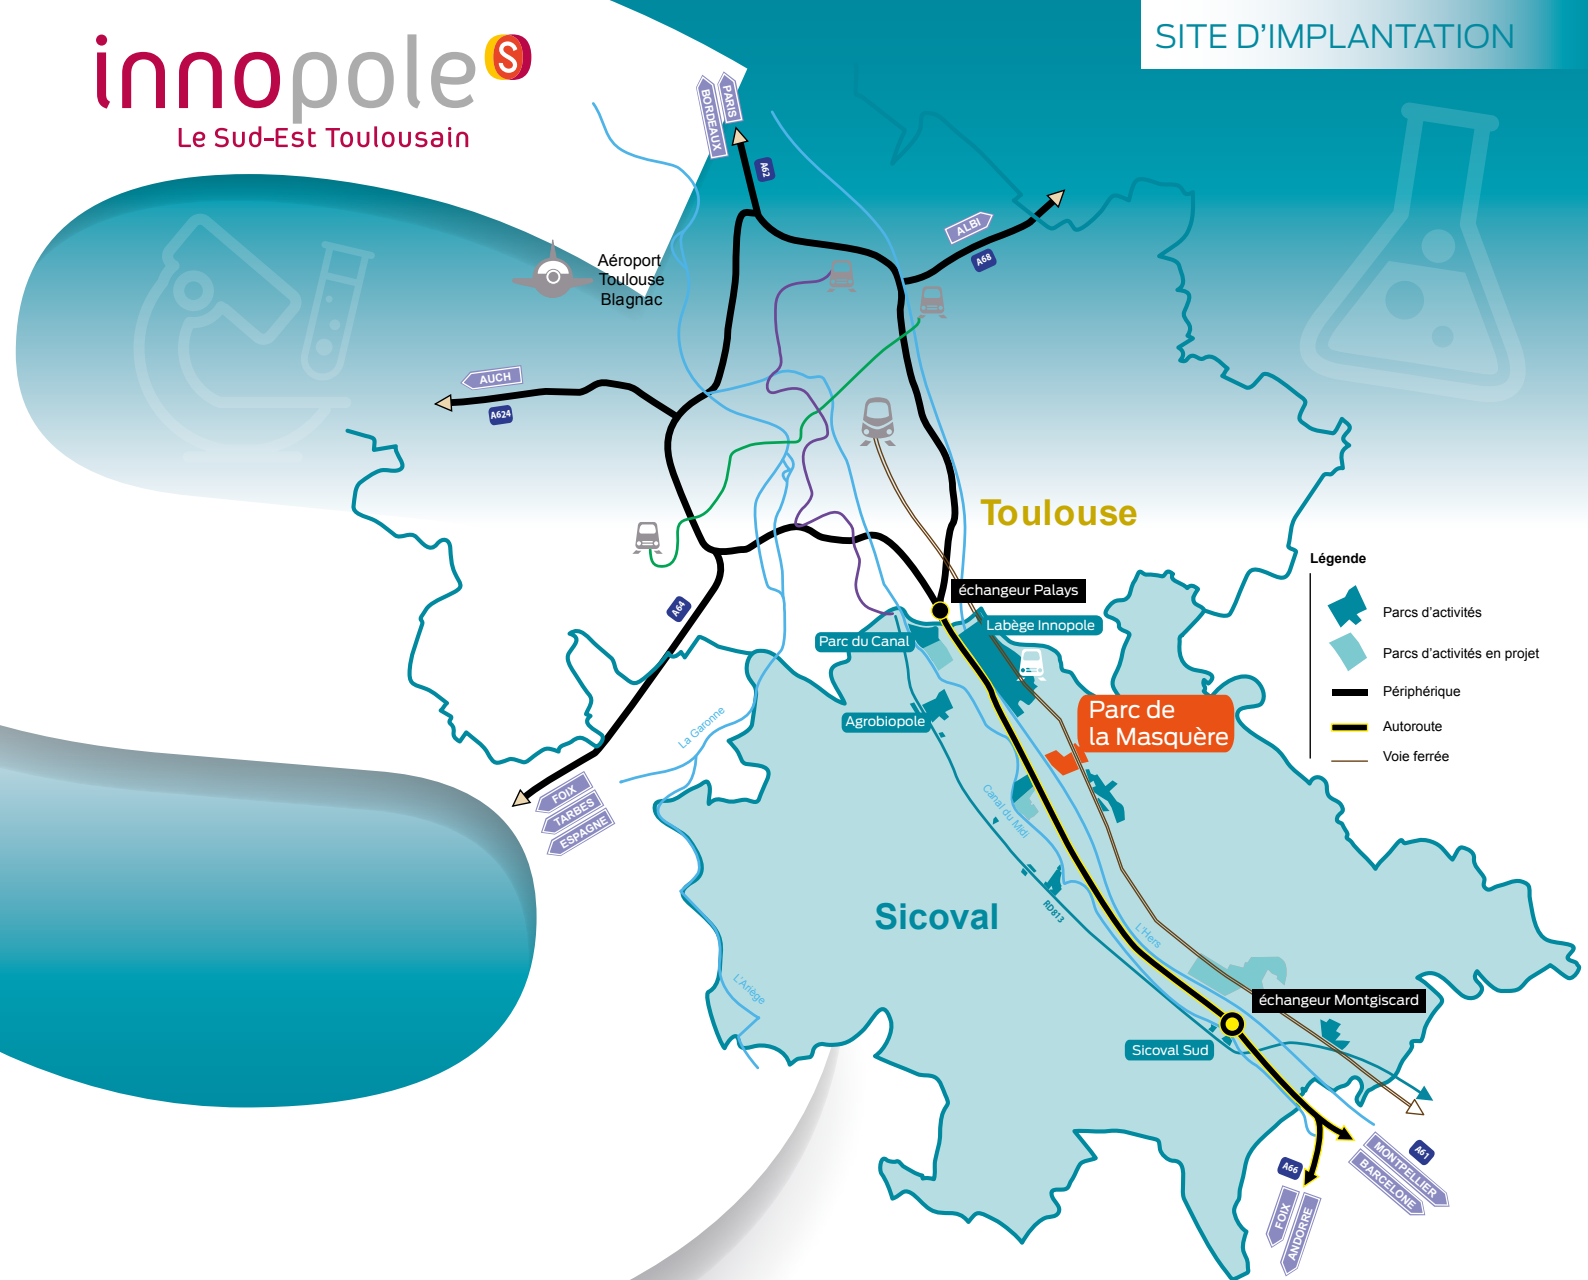 innopole S
Le Sud-Est Toulousain
SITE D'IMPLANTATION
BORDEAUX
PARIS
A62
ALBI
A68
Aéroport
Toulouse
Blagnac
AUCH
A624
Toulouse
Légende
Parcs d'activités
Parcs d'activités en projet
Périphérique
Autoroute
Voie ferrée
échangeur Palays
A64
Labège Innopole
Parc du Canal
Agrobiopole
Parc de
la Masquère
La Garonne
FOIX
TARBES
ESPAGNE
Canal du Midi
Sicoval
RD813
L'Hers
L'Ariège
échangeur Montgiscard
Sicoval Sud
A61
MONTPELLIER
BARCELONE
A66
FOIX
ANDORRE